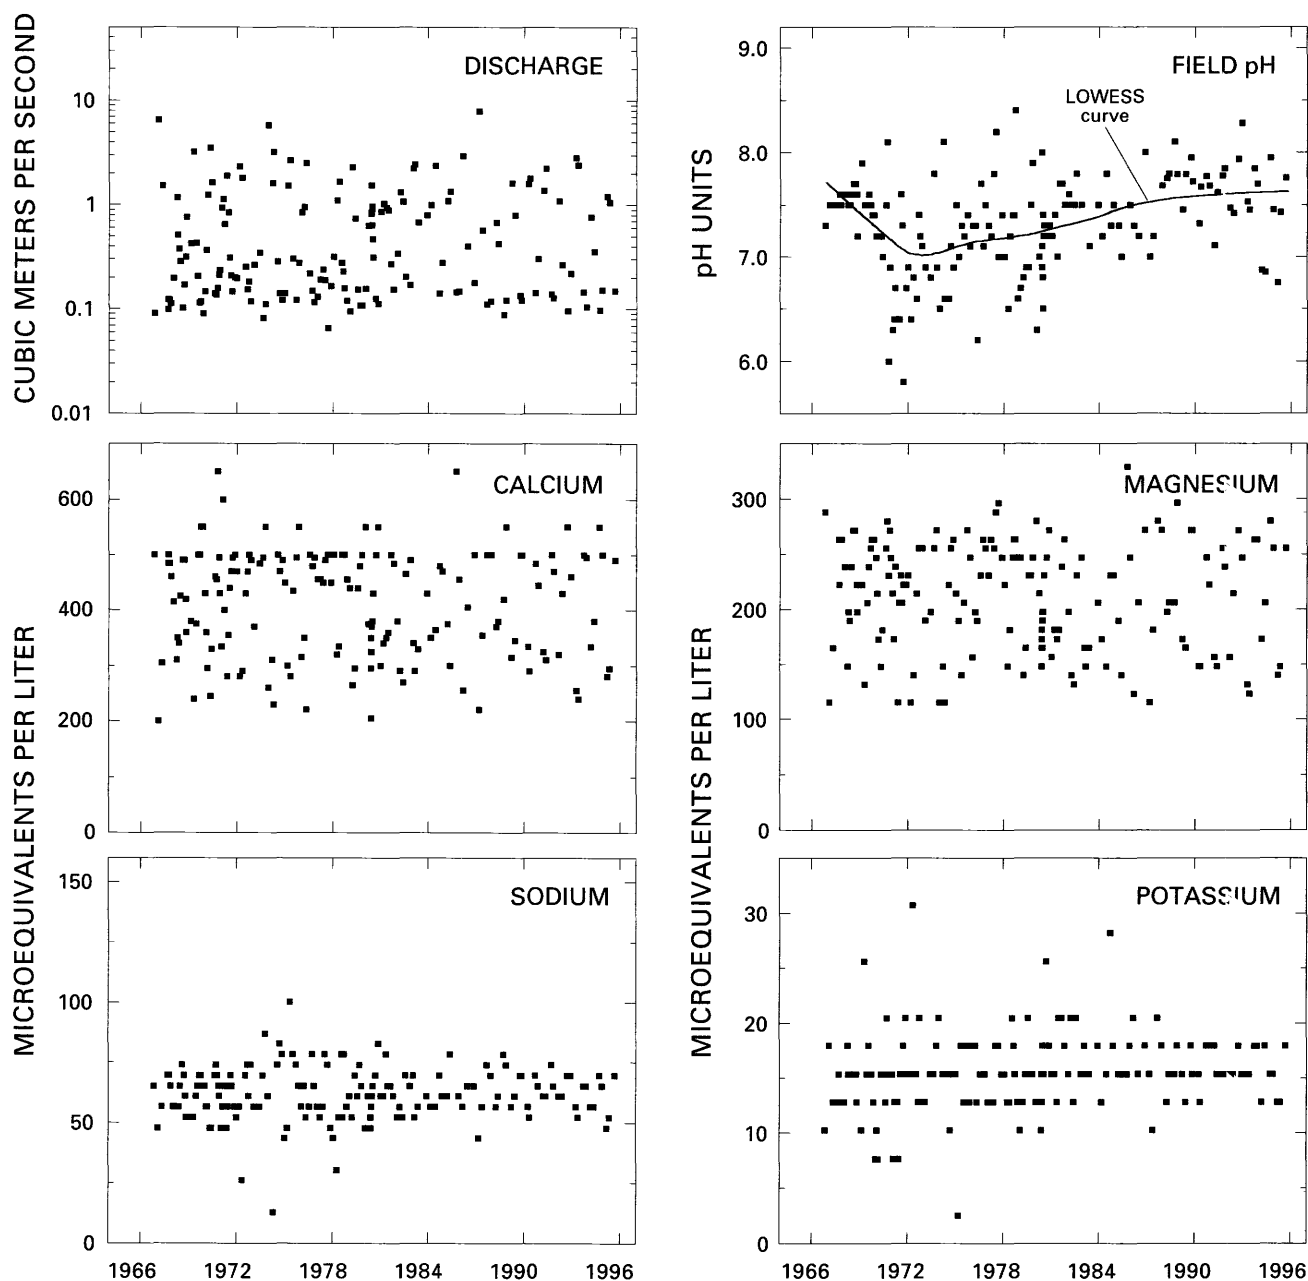 CUBIC METERS PER SECOND
DISCHARGE
10
1
0.1
0.01
pH UNITS
FIELD pH
LOWESS
curve
9.0
8.0
7.0
6.0
MICROEQUIVALENTS PER LITER
CALCIUM
600
400
200
0
MICROEQUIVALENTS PER LITER
MAGNESIUM
300
200
100
0
SODIUM
150
100
50
0
1966 1972 1978 1984 1990 1996
POTASSIUM
30
20
10
0
1966 1972 1978 1984 1990 1996